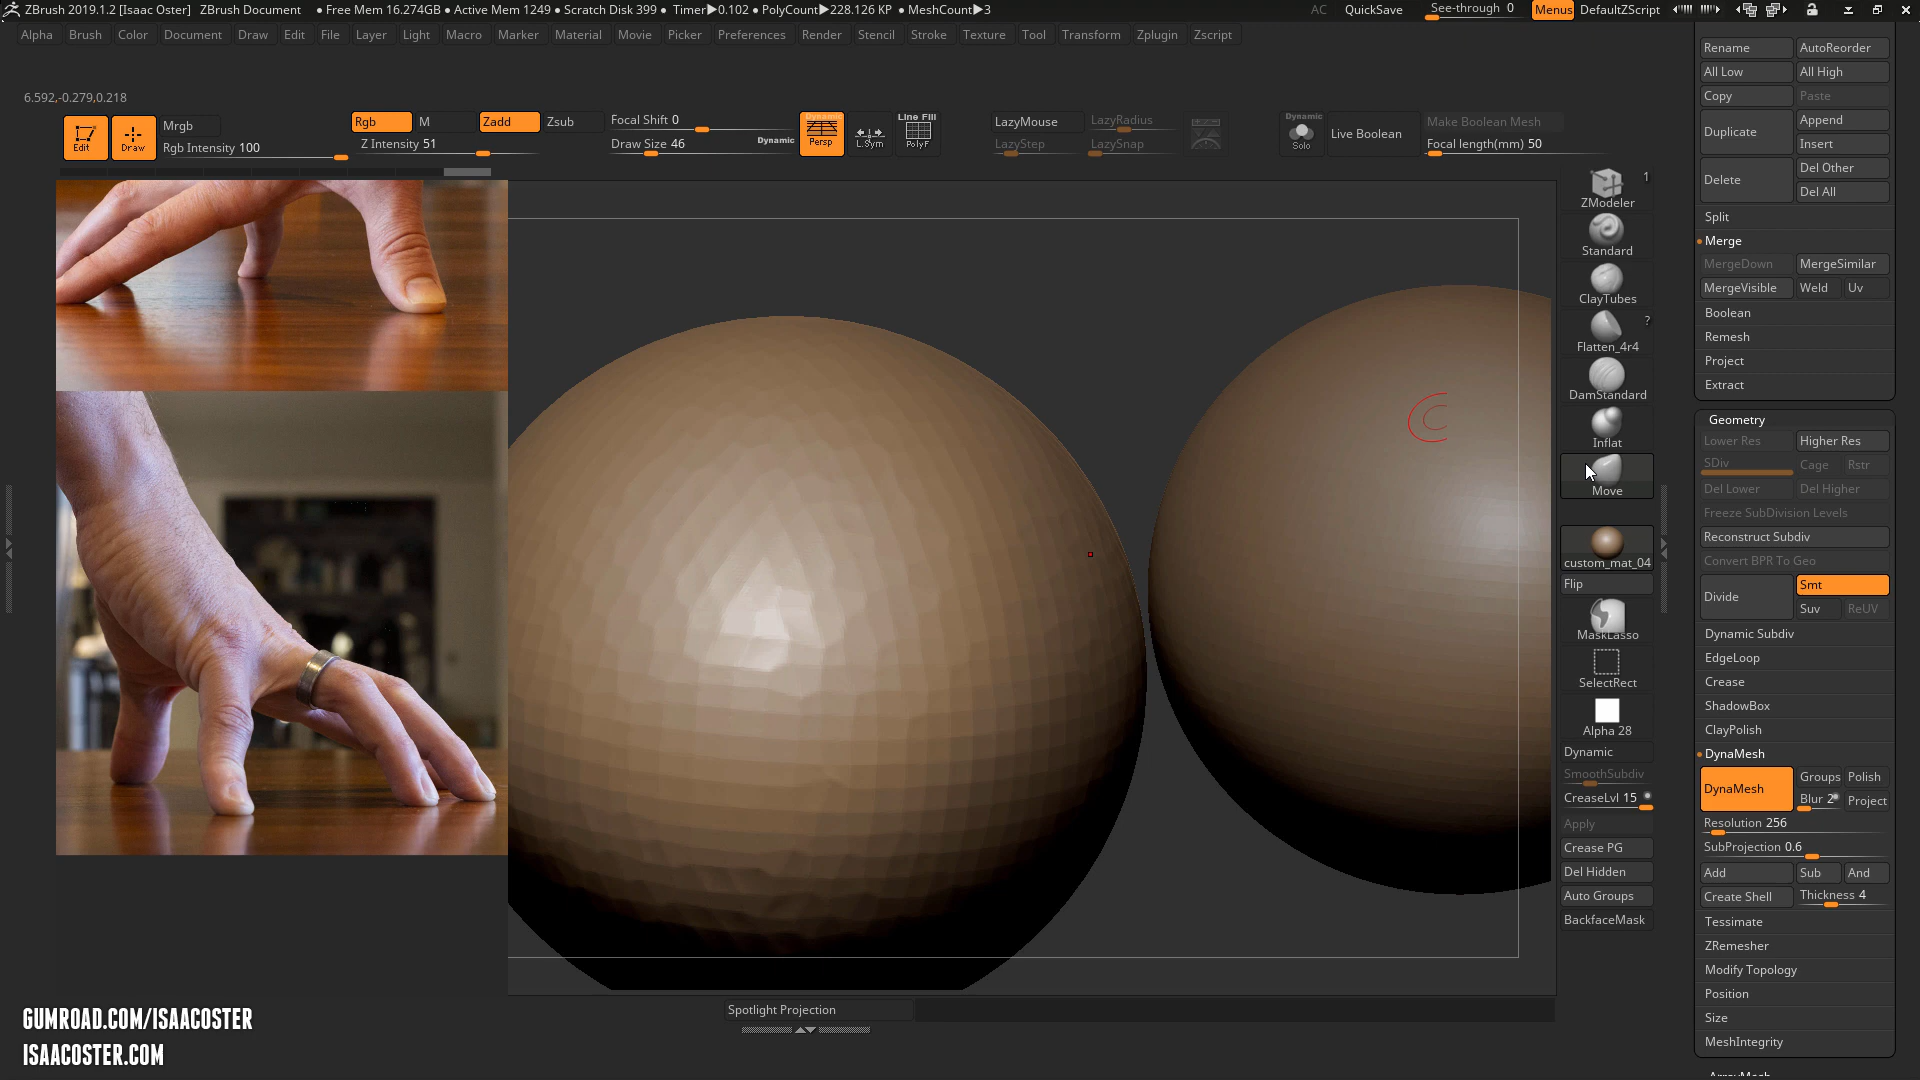 ZBrush 2019.1.2 [Isaac Oster] ZBrush Document • Free Mem 16.274GB • Active Mem 1249 • Scratch Disk 399 • Timer▶0.102 • PolyCount▶228.126 KP • MeshCount▶3 AC QuickSave See-through 0 Menus DefaultZScript
Alpha Brush Color Document Draw Edit File Layer Light Macro Marker Material Movie Picker Preferences Render Stencil Stroke Texture Tool Transform Zplugin Zscript
6.592,-0.279,0.218
Edit Draw Mrgb
Rgb Intensity 100
Rgb M Zadd Zsub
Z Intensity 51
Focal Shift 0
Draw Size 46 Dynamic
Dynamic
Persp
L.Sym
Line Fill
PolyF
LazyMouse LazyRadius
LazyStep LazySnap
Dynamic
Solo
Live Boolean
Make Boolean Mesh
Focal length(mm) 50
ZModeler 1
Standard
ClayTubes
Flatten_4r4 ?
DamStandard
Inflat
Move
custom_mat_04
Flip
MaskLasso
SelectRect
Alpha 28
Dynamic
SmoothSubdiv
CreaseLvl 15
Apply
Crease PG
Del Hidden
Auto Groups
BackfaceMask
Rename AutoReorder
All Low All High
Copy Paste
Duplicate Append
Insert
Delete Del Other
Del All
Split
Merge
MergeDown MergeSimilar
MergeVisible Weld Uv
Boolean
Remesh
Project
Extract
Geometry
Lower Res Higher Res
SDiv Cage Rstr
Del Lower Del Higher
Freeze SubDivision Levels
Reconstruct Subdiv
Convert BPR To Geo
Divide Smt
Suv ReUV
Dynamic Subdiv
EdgeLoop
Crease
ShadowBox
ClayPolish
DynaMesh
DynaMesh Groups Polish
Blur 2 Project
Resolution 256
SubProjection 0.6
Add Sub And
Create Shell Thickness 4
Tessimate
ZRemesher
Modify Topology
Position
Size
MeshIntegrity
Spotlight Projection
GUMROAD.COM/ISAACOSTER
ISAACOSTER.COM